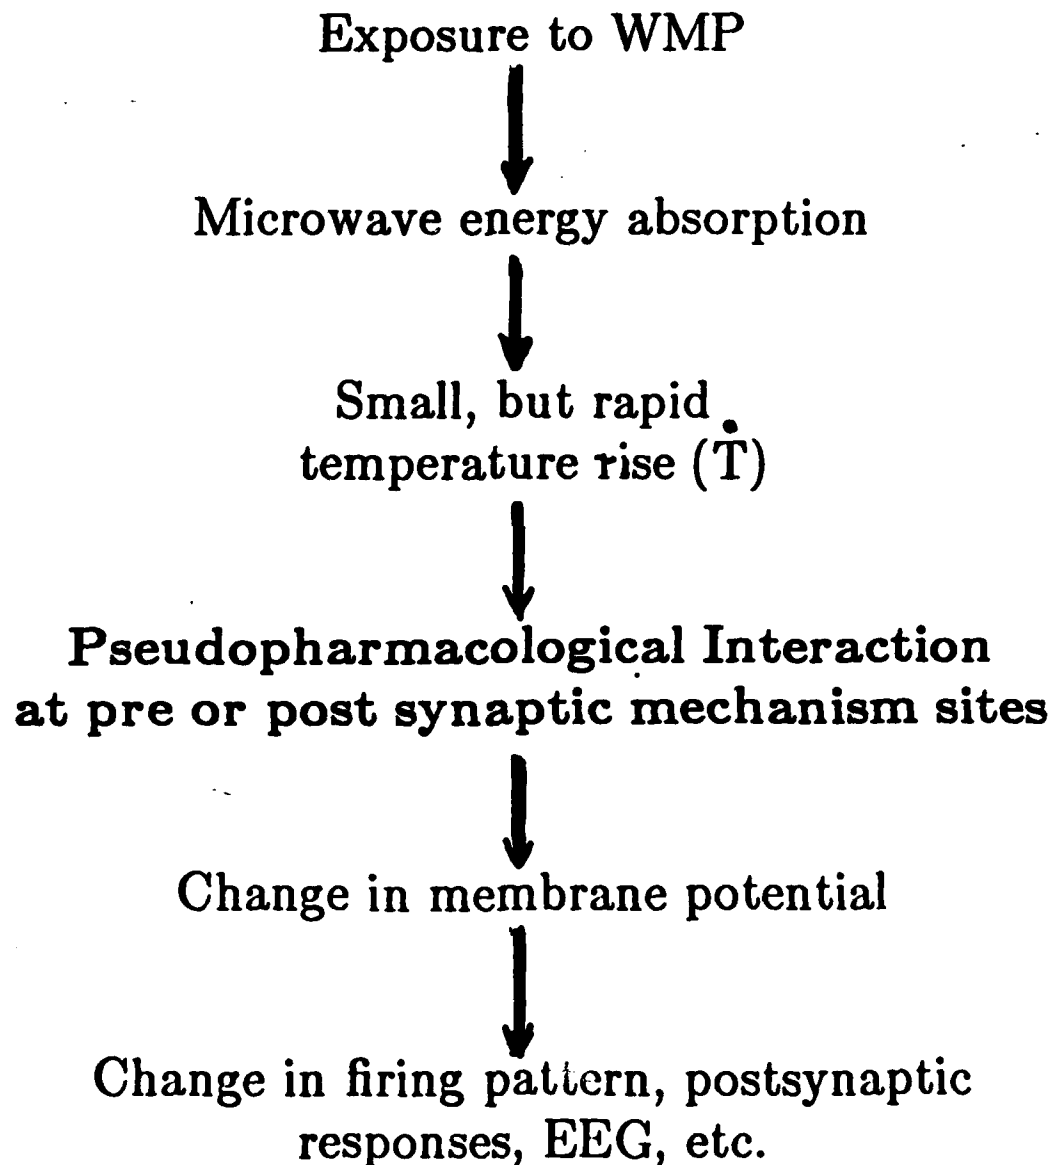 Exposure to WMP
Microwave energy absorption
Small, but rapid
temperature rise (Ṫ)
Pseudopharmacological Interaction
at pre or post synaptic mechanism sites
Change in membrane potential
Change in firing pattern, postsynaptic
responses, EEG, etc.